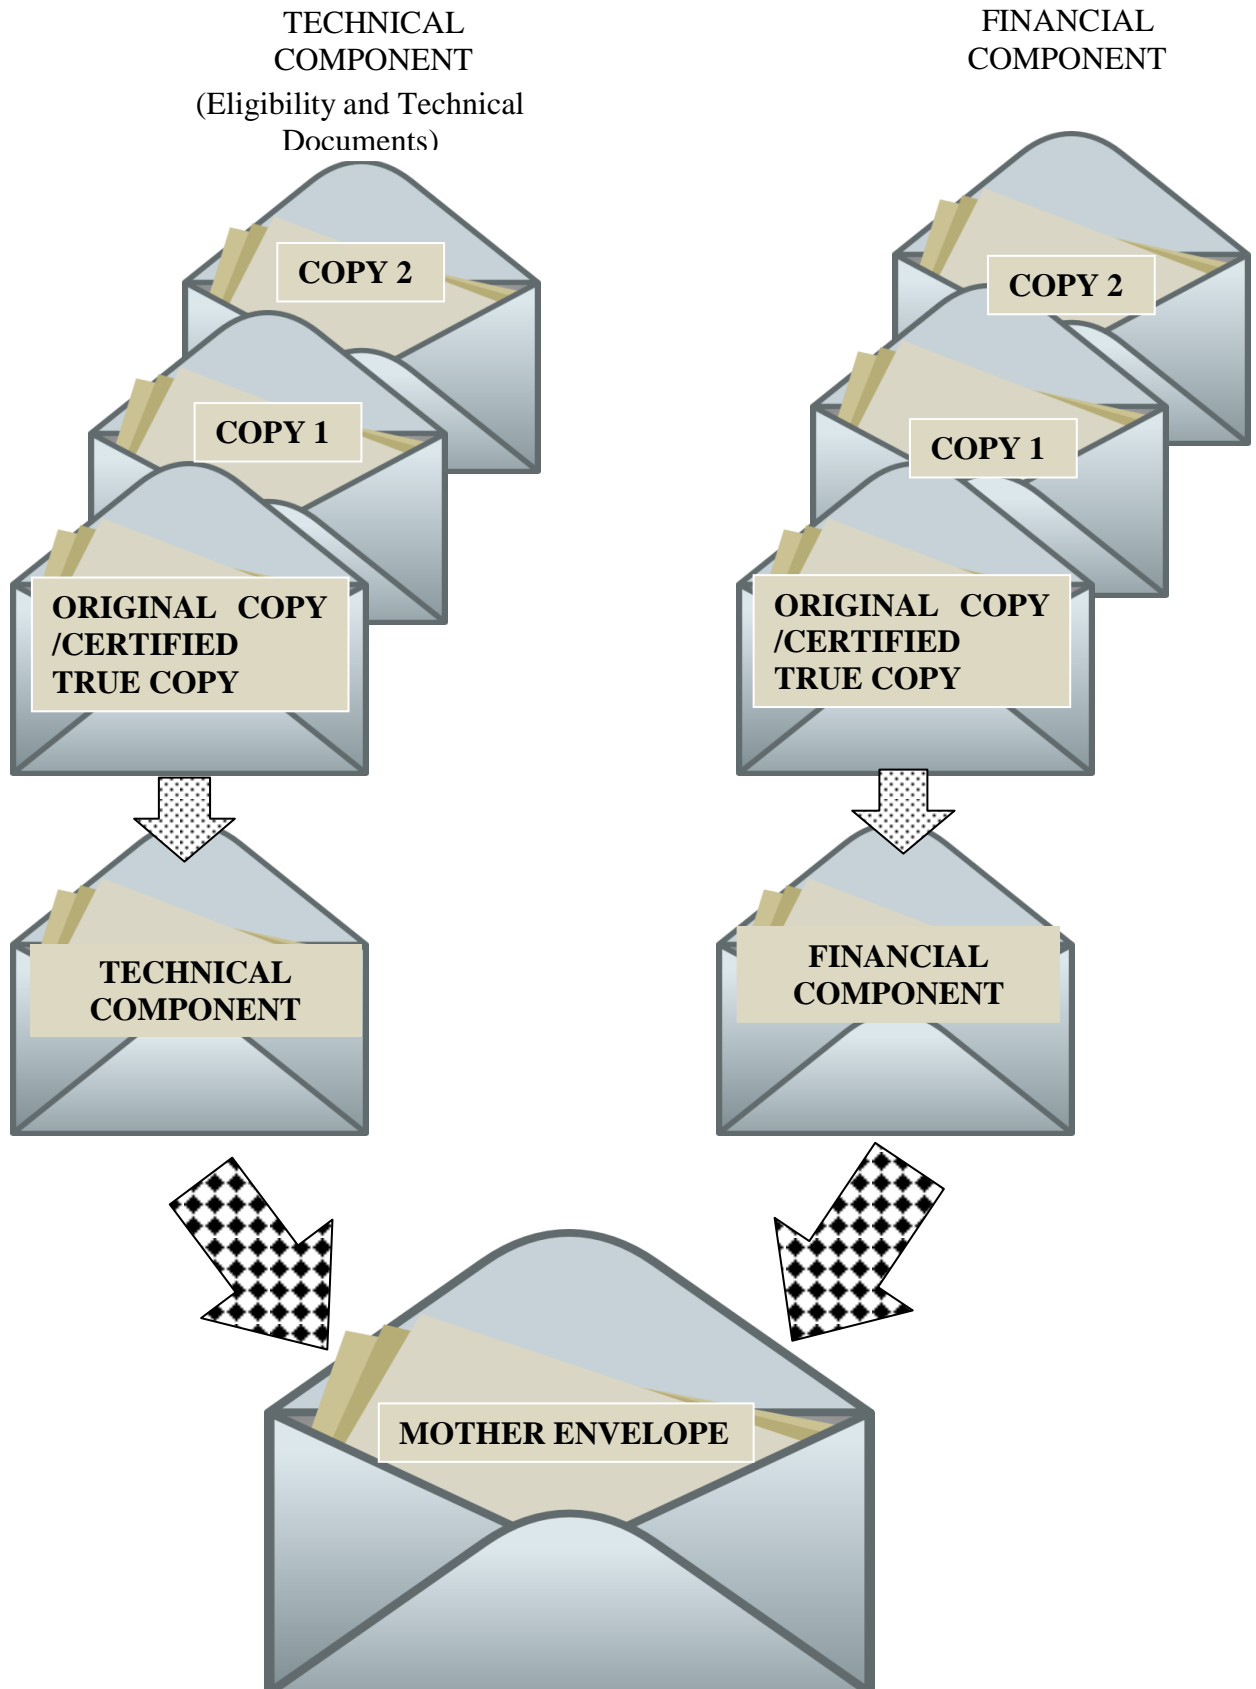 TECHNICAL
COMPONENT
(Eligibility and Technical
Documents)
FINANCIAL
COMPONENT
COPY 2
COPY 1
ORIGINAL COPY
/CERTIFIED
TRUE COPY
COPY 2
COPY 1
ORIGINAL COPY
/CERTIFIED
TRUE COPY
TECHNICAL
COMPONENT
FINANCIAL
COMPONENT
MOTHER ENVELOPE